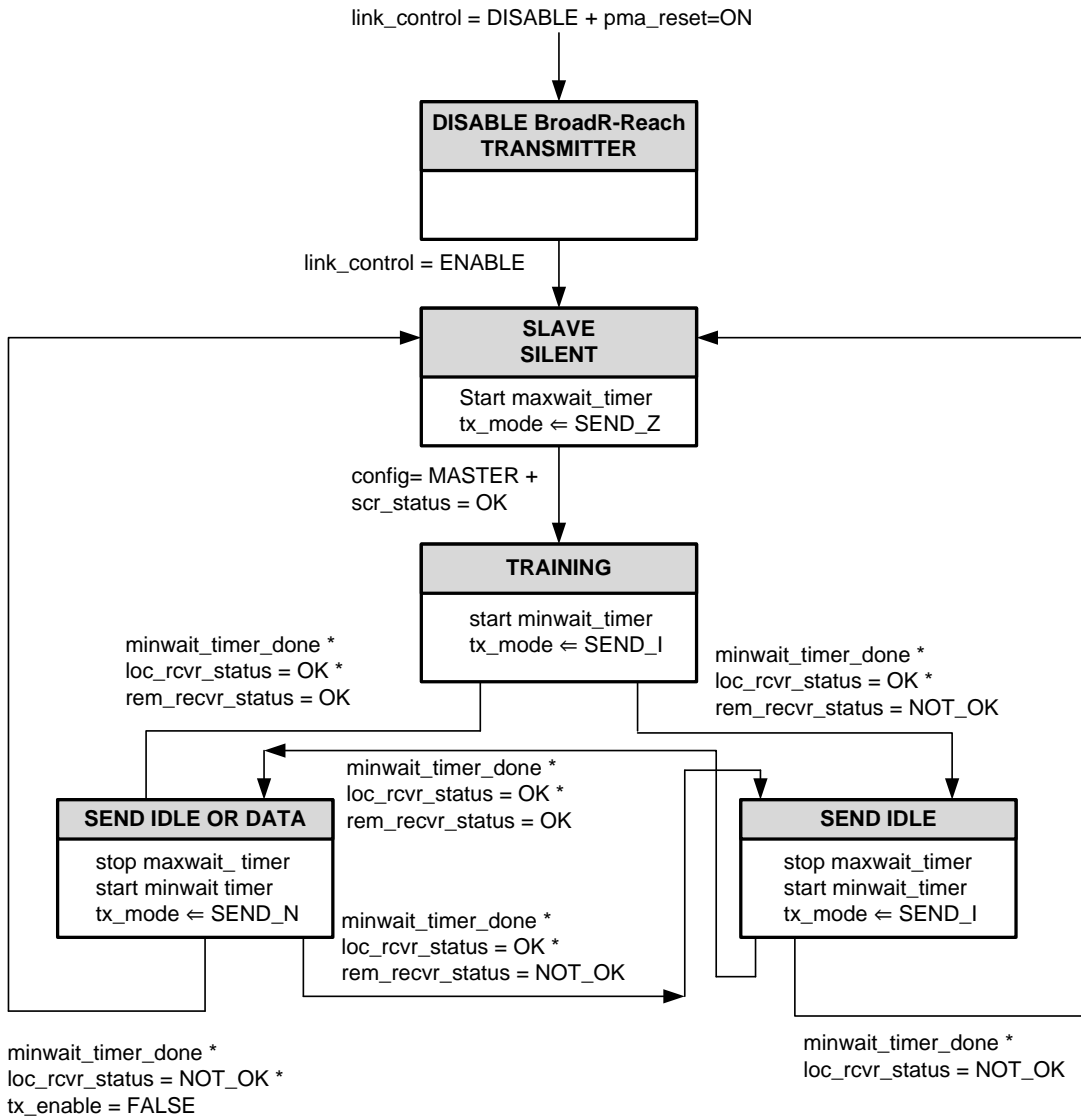 link_control = DISABLE + pma_reset=ON
DISABLE BroadR-Reach
TRANSMITTER
link_control = ENABLE
SLAVE
SILENT
Start maxwait_timer
tx_mode ⇐ SEND_Z
config= MASTER +
scr_status = OK
TRAINING
start minwait_timer
tx_mode ⇐ SEND_I
minwait_timer_done *
loc_rcvr_status = OK *
rem_recvr_status = OK
minwait_timer_done *
loc_rcvr_status = OK *
rem_recvr_status = NOT_OK
minwait_timer_done *
loc_rcvr_status = OK *
rem_recvr_status = OK
SEND IDLE OR DATA
stop maxwait_ timer
start minwait timer
tx_mode ⇐ SEND_N
SEND IDLE
stop maxwait_timer
start minwait_timer
tx_mode ⇐ SEND_I
minwait_timer_done *
loc_rcvr_status = OK *
rem_recvr_status = NOT_OK
minwait_timer_done *
loc_rcvr_status = NOT_OK *
tx_enable = FALSE
minwait_timer_done *
loc_rcvr_status = NOT_OK